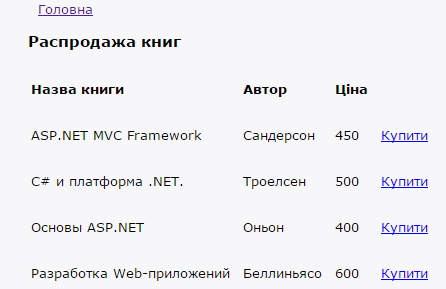 Головна
Распродажа книг
Назва книги Автор Ціна
ASP.NET MVC Framework Сандерсон 450 Купити
C# и платформа .NET. Троелсен 500 Купити
Основы ASP.NET Оньон 400 Купити
Разработка Web-приложений Беллиньясо 600 Купити